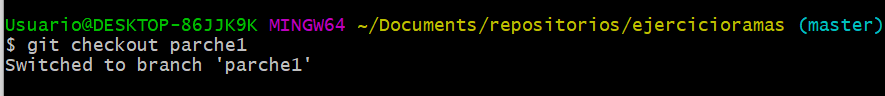 Usuario@DESKTOP-86JJK9K MINGW64 ~/Documents/repositorios/ejercicioramas (master)
$ git checkout parche1
Switched to branch 'parche1'